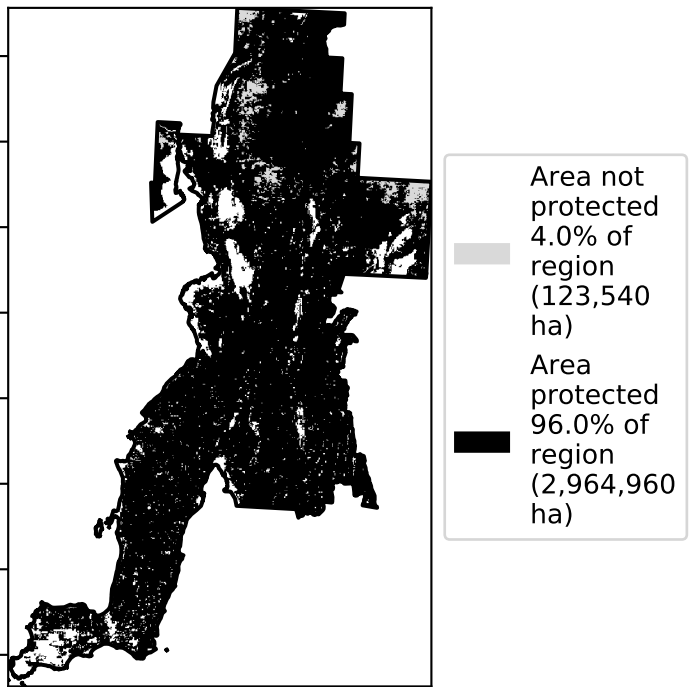 Area not
protected
4.0% of
region
(123,540
ha)
Area
protected
96.0% of
region
(2,964,960
ha)